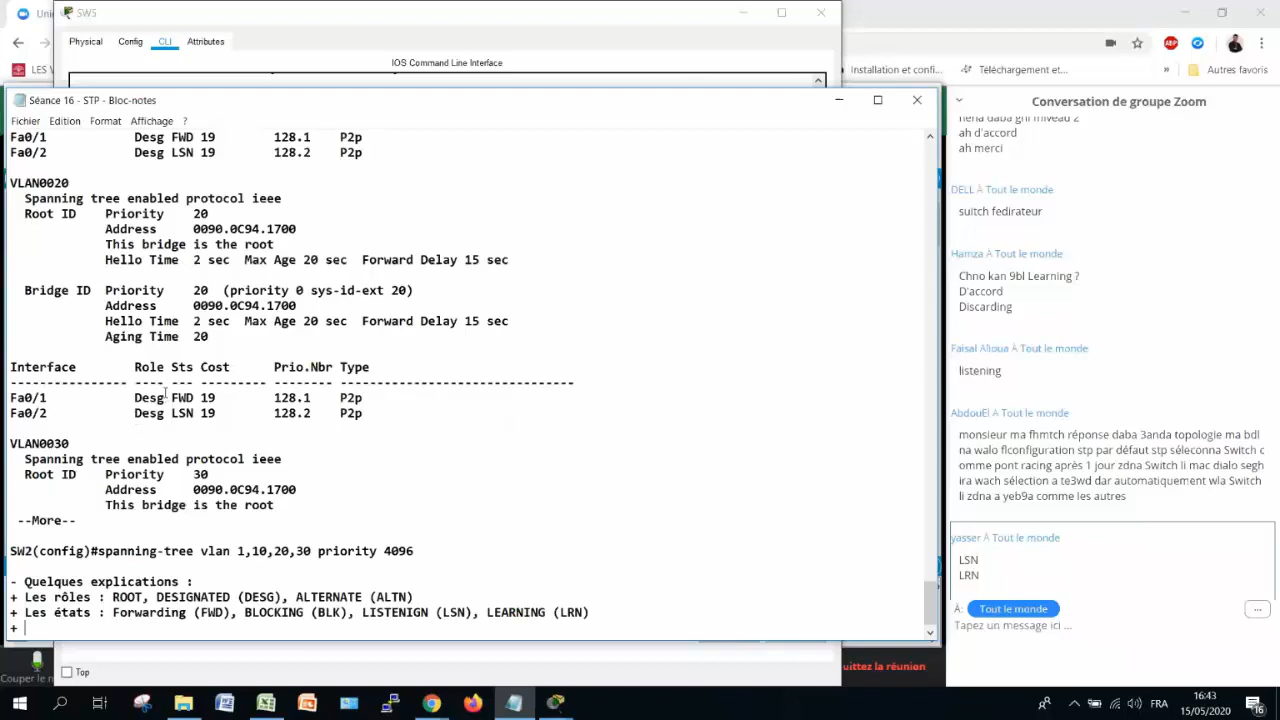 SW5
Physical Config CLI Attributes
IOS Command Line Interface
Séance 16 - STP - Bloc-notes
Fichier Edition Format Affichage ?
Fa0/1 Desg FWD 19 128.1 P2p
Fa0/2 Desg LSN 19 128.2 P2p
VLAN0020
Spanning tree enabled protocol ieee
Root ID Priority 20
Address 0090.0C94.1700
This bridge is the root
Hello Time 2 sec Max Age 20 sec Forward Delay 15 sec
Bridge ID Priority 20 (priority 0 sys-id-ext 20)
Address 0090.0C94.1700
Hello Time 2 sec Max Age 20 sec Forward Delay 15 sec
Aging Time 20
Interface Role Sts Cost Prio.Nbr Type
---------------- ---- --- --------- -------- --------------------------------
Fa0/1 Desg FWD 19 128.1 P2p
Fa0/2 Desg LSN 19 128.2 P2p
VLAN0030
Spanning tree enabled protocol ieee
Root ID Priority 30
Address 0090.0C94.1700
This bridge is the root
--More--
SW2(config)#spanning-tree vlan 1,10,20,30 priority 4096
- Quelques explications :
+ Les rôles : ROOT, DESIGNATED (DESG), ALTERNATE (ALTN)
+ Les états : Forwarding (FWD), BLOCKING (BLK), LISTENIGN (LSN), LEARNING (LRN)
+
Top
LES
Installation et confi...
Téléchargement et...
»
Autres favoris
Conversation de groupe Zoom
ah d'accord
ah merci
DELL À Tout le monde
suitch fedirateur
Hamza À Tout le monde
Chno kan 9bl Learning ?
D'accord
Discarding
Faisal Alioua À Tout le monde
listening
AbdouEl À Tout le monde
monsieur ma fhmtch réponse daba 3anda topologie ma bdl
na walo flconfiguration stp par défaut stp séleconna Switch c
omme pont racing après 1 jour zdna Switch li mac dialo segh
ira wach sélection a te3wd dar automatiquement wla Switch
li zdna a yeb9a comme les autres
yasser À Tout le monde
LSN
LRN
À: Tout le monde ...
Tapez un message ici ...
Couper le
uittez la réunion
FR
16:43
15/05/2020
16